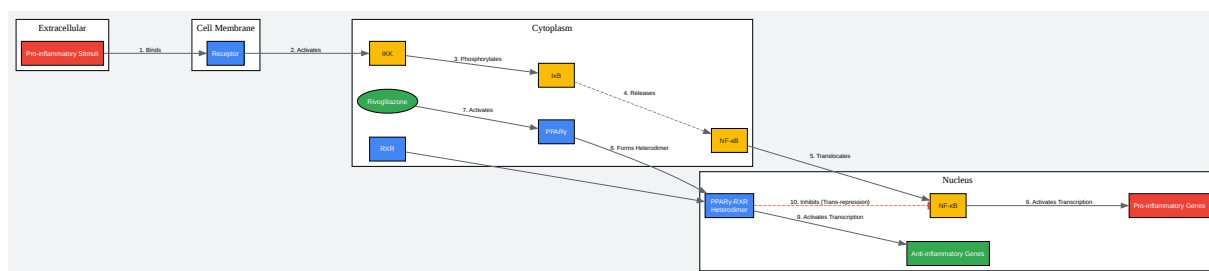 Extracellular
Cell Membrane
Cytoplasm
Pro-inflammatory Stimuli
1. Binds
Receptor
2. Activates
IKK
3. Phosphorylates
IκB
4. Releases
Rivoglitazone
7. Activates
PPARγ
NF-κB
RXR
8. Forms Heterodimer
5. Translocates
Nucleus
PPARγ-RXR
Heterodimer
10. Inhibits (Trans-repression)
NF-κB
6. Activates Transcription
Pro-inflammatory Genes
9. Activates Transcription
Anti-inflammatory Genes